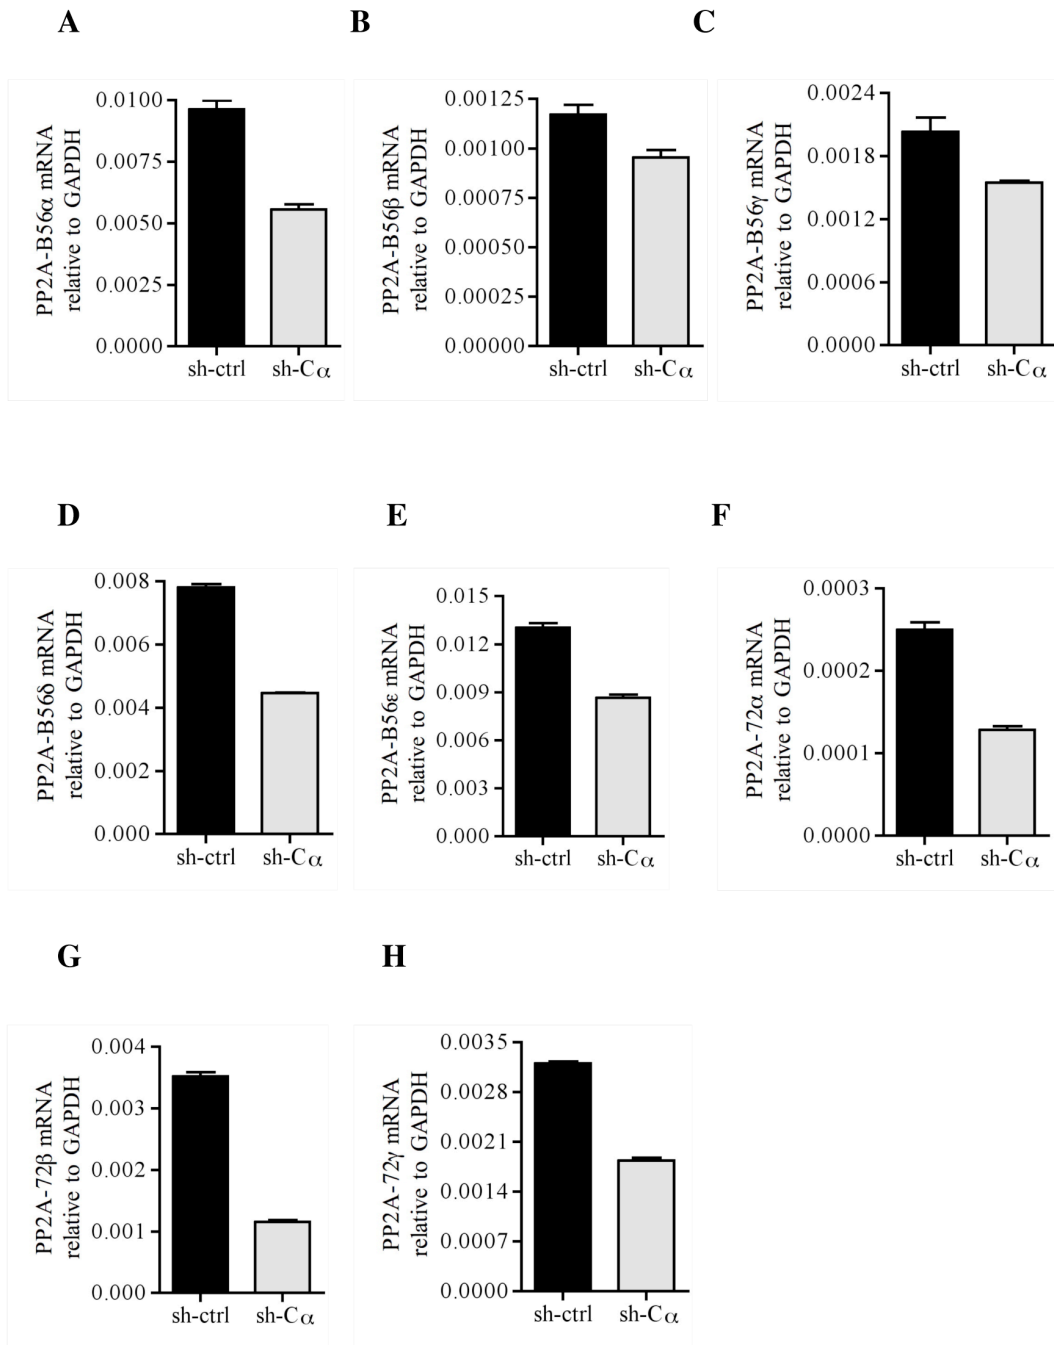 A
B
C
PP2A-B56α mRNA
relative to GAPDH
0.0100
0.0075
0.0050
0.0025
0.0000
sh-ctrl
sh-Cα
PP2A-B56β mRNA
relative to GAPDH
0.00125
0.00100
0.00075
0.00050
0.00025
0.00000
sh-ctrl
sh-Cα
PP2A-B56γ mRNA
relative to GAPDH
0.0024
0.0018
0.0012
0.0006
0.0000
sh-ctrl
sh-Cα
D
E
F
PP2A-B56δ mRNA
relative to GAPDH
0.008
0.006
0.004
0.002
0.000
sh-ctrl
sh-Cα
PP2A-B56ε mRNA
relative to GAPDH
0.015
0.012
0.009
0.006
0.003
0.000
sh-ctrl
sh-Cα
PP2A-72α mRNA
relative to GAPDH
0.0003
0.0002
0.0001
0.0000
sh-ctrl
sh-Cα
G
H
PP2A-72β mRNA
relative to GAPDH
0.004
0.003
0.002
0.001
0.000
sh-ctrl
sh-Cα
PP2A-72γ mRNA
relative to GAPDH
0.0035
0.0028
0.0021
0.0014
0.0007
0.0000
sh-ctrl
sh-Cα